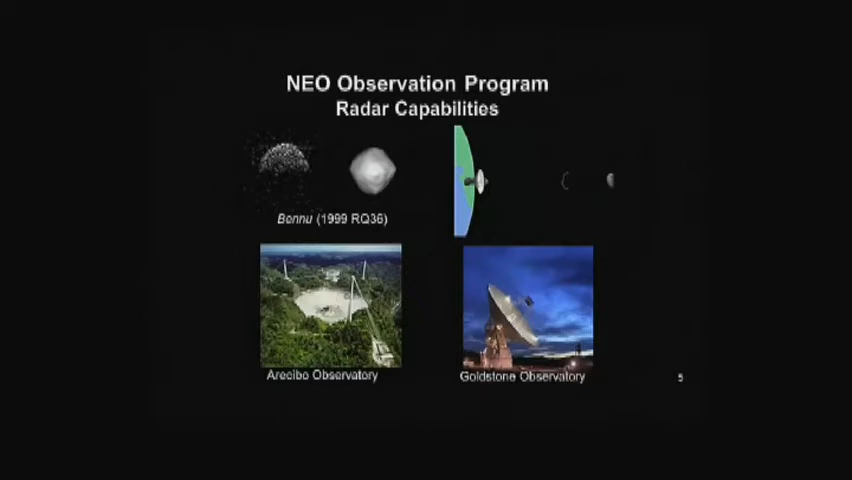 NEO Observation Program
Radar Capabilities
Bennu (1999 RQ36)
Arecibo Observatory
Goldstone Observatory
5